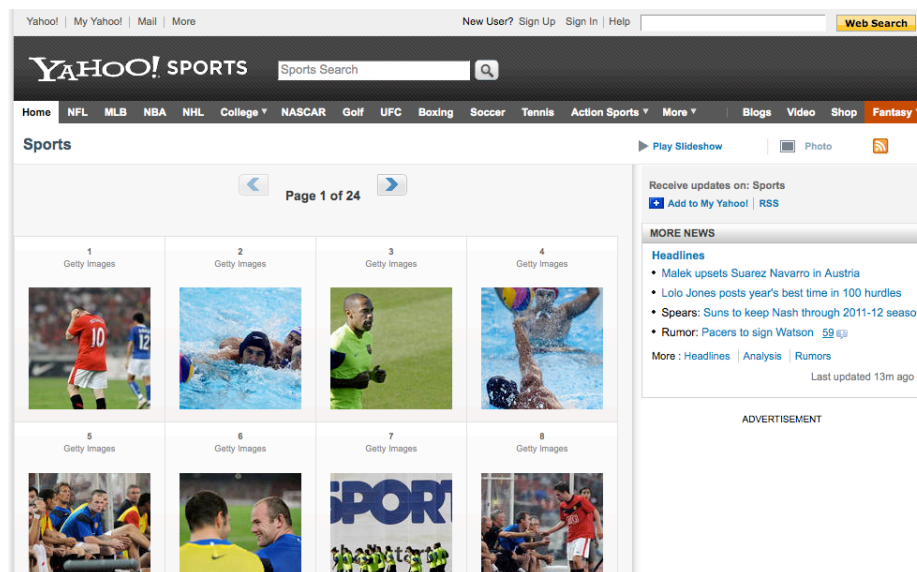 Yahoo! My Yahoo! Mail More New User? Sign Up Sign In Help Web Search
YAHOO! SPORTS Sports Search
Home NFL MLB NBA NHL College NASCAR Golf UFC Boxing Soccer Tennis Action Sports More Blogs Video Shop Fantasy
Sports Play Slideshow Photo
Page 1 of 24
1
Getty Images
2
Getty Images
3
Getty Images
4
Getty Images
10
12
5
Getty Images
6
Getty Images
7
Getty Images
8
Getty Images
SPORT
start
Receive updates on: Sports
Add to My Yahoo! RSS
MORE NEWS
Headlines
• Malek upsets Suarez Navarro in Austria
• Lolo Jones posts year's best time in 100 hurdles
• Spears: Suns to keep Nash through 2011-12 seaso
• Rumor: Pacers to sign Watson 59
More : Headlines Analysis Rumors
Last updated 13m ago
ADVERTISEMENT